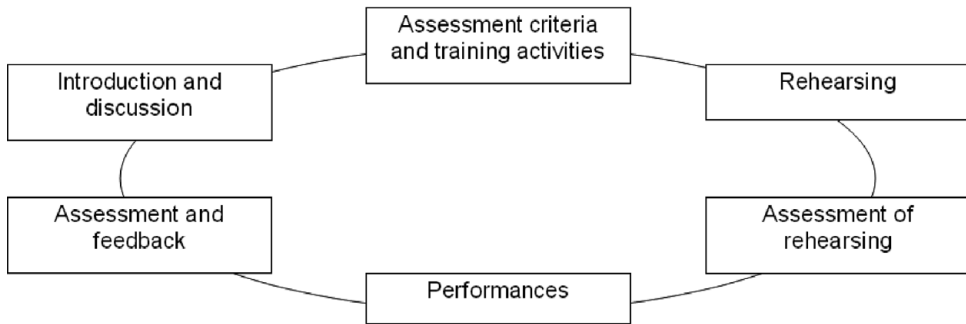 Assessment criteria
and training activities
Introduction and
discussion
Rehearsing
Assessment and
feedback
Assessment of
rehearsing
Performances